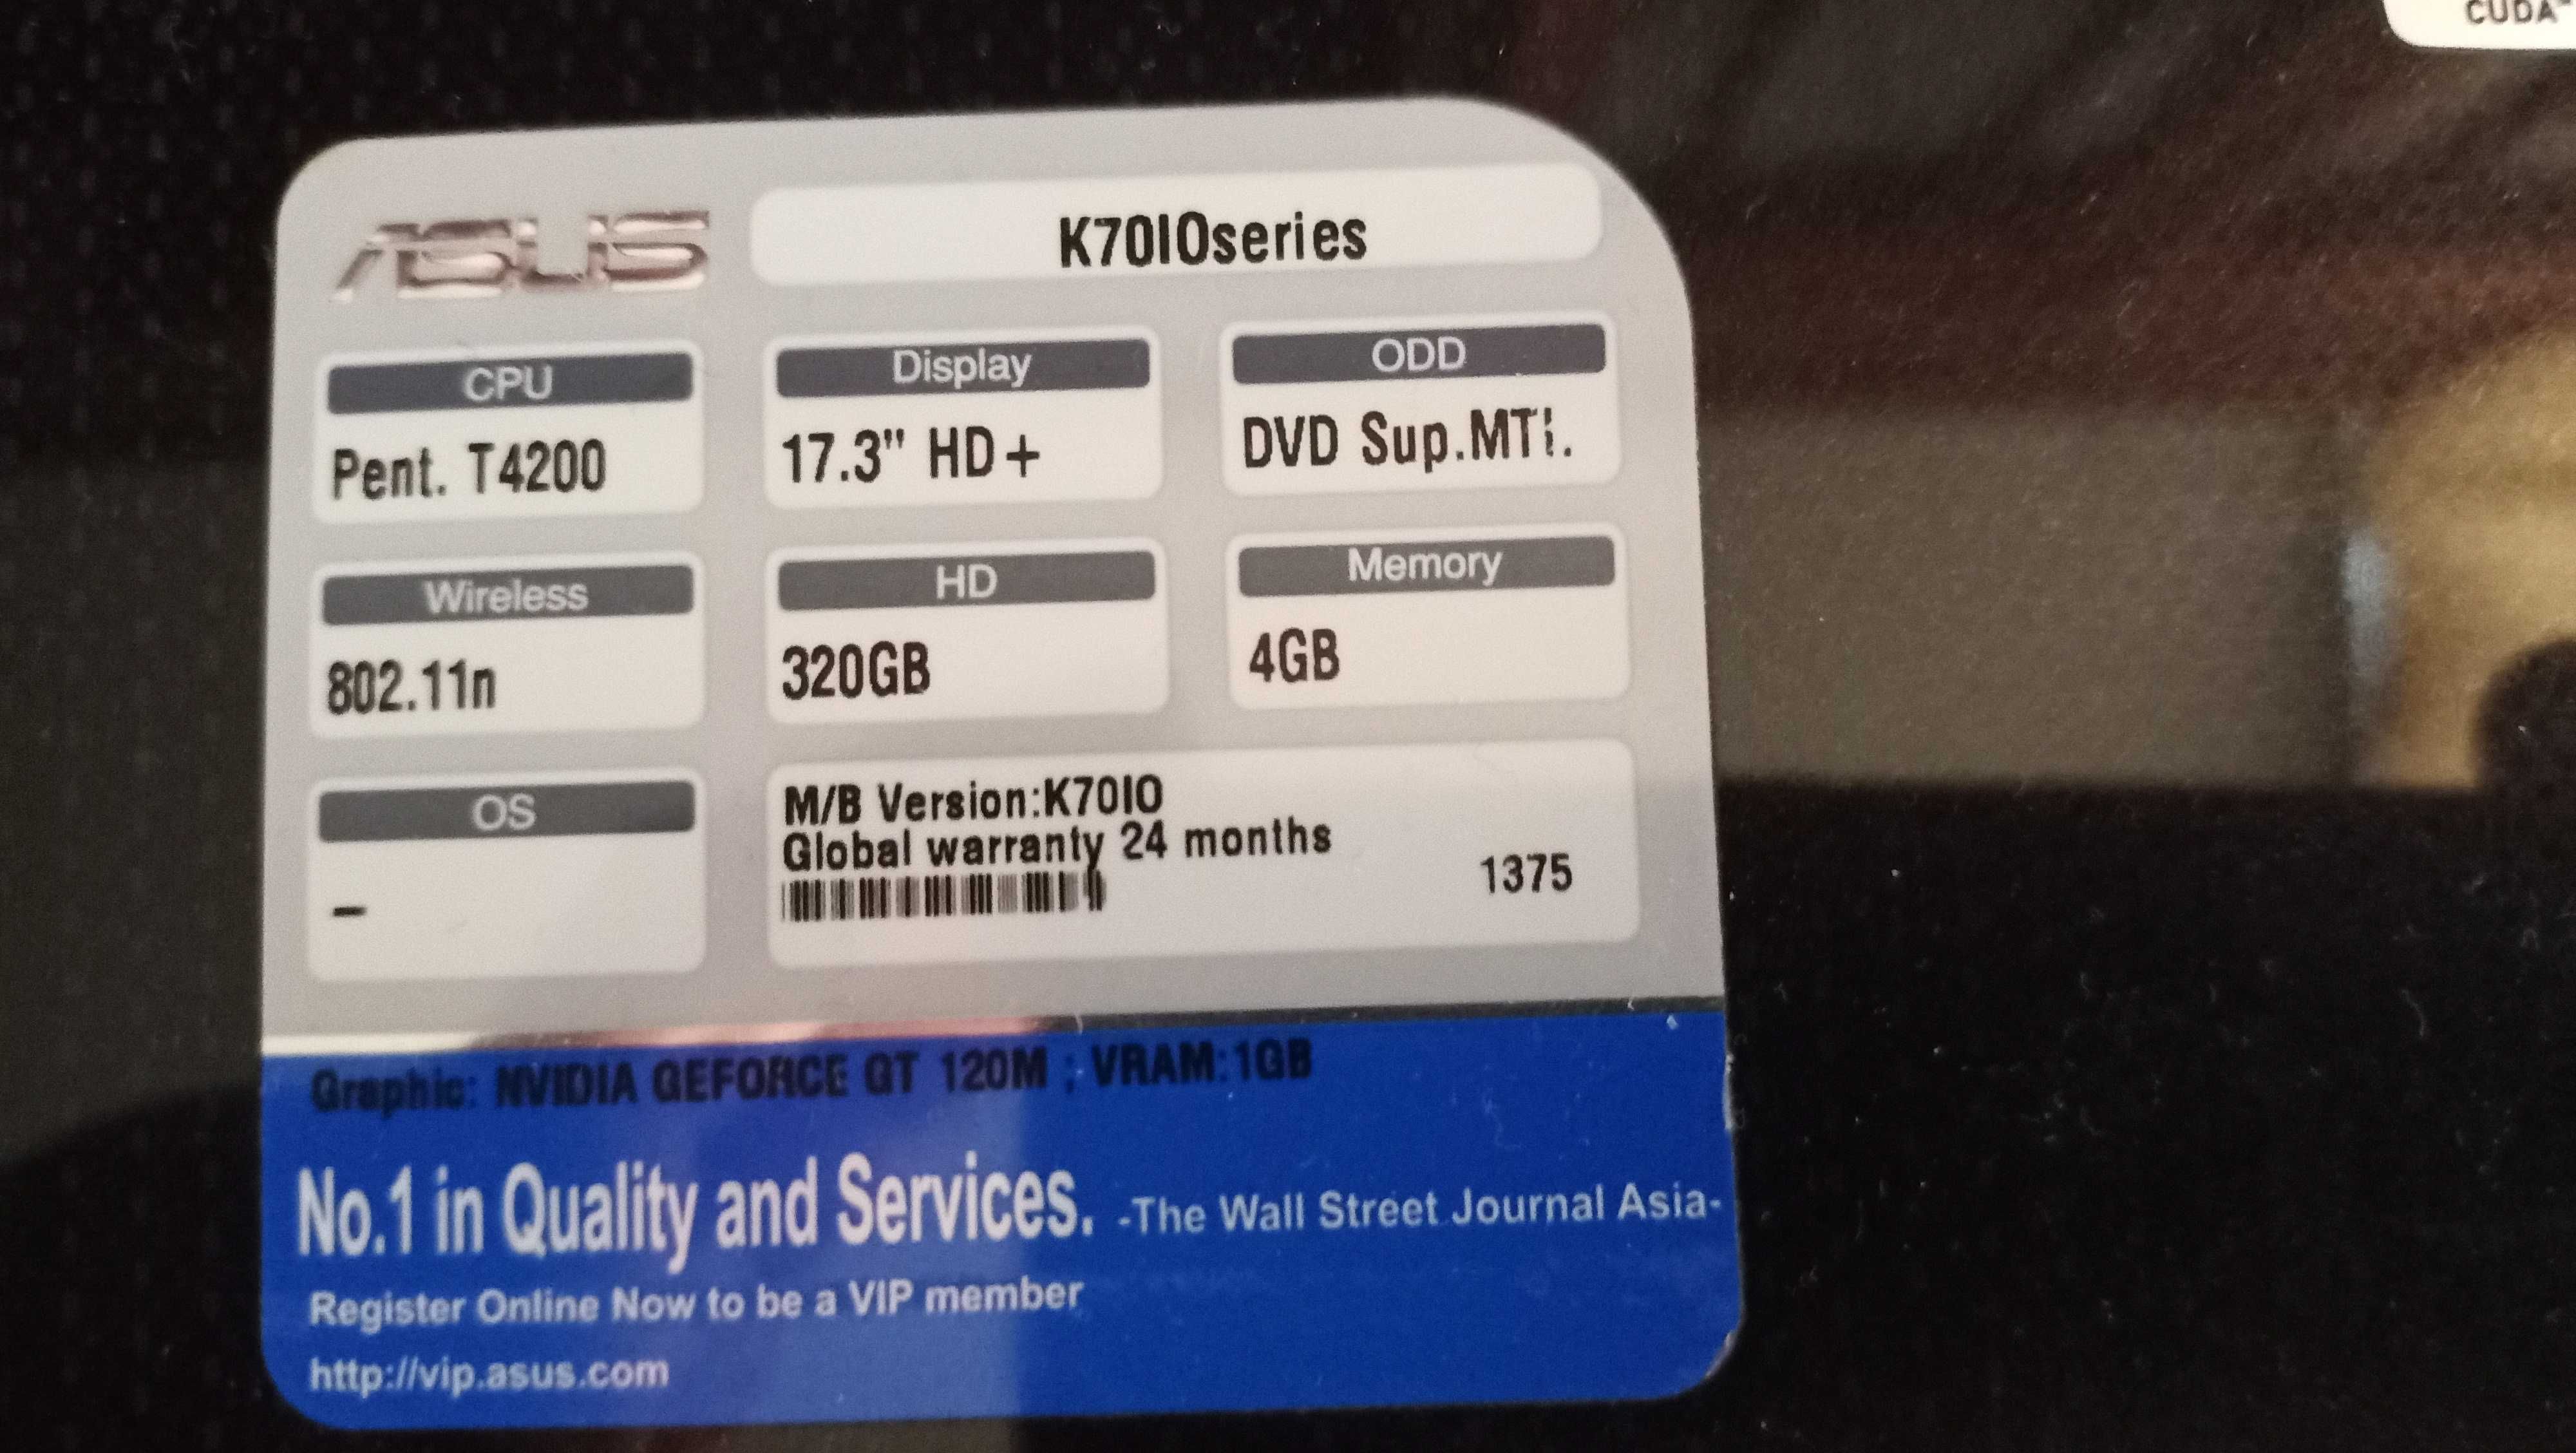 CUDA
ASUS
K70IOseries
CPU
Pent. T4200
Display
17.3" HD+
ODD
DVD Sup.
Wireless
802.11n
HD
320GB
Memory
4GB
OS
–
M/B Version:K70IO
Global warranty 24 months
1375
Graphic: NVIDIA GEFORCE GT 120M ; VRAM:1GB
No.1 in Quality and Services. -The Wall Street Journal Asia-
Register Online Now to be a VIP member
http://vip.asus.com